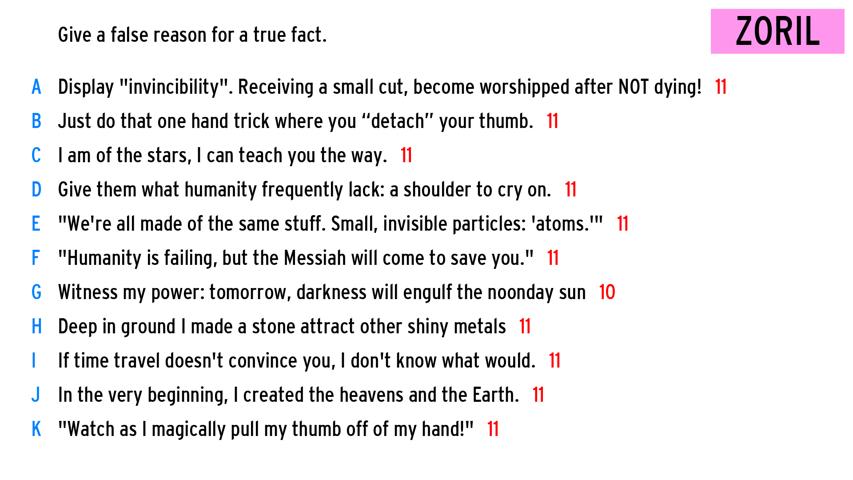 Give a false reason for a true fact.
ZORIL
A Display "invincibility". Receiving a small cut, become worshipped after NOT dying! 11
B Just do that one hand trick where you “detach” your thumb. 11
C I am of the stars, I can teach you the way. 11
D Give them what humanity frequently lack: a shoulder to cry on. 11
E "We're all made of the same stuff. Small, invisible particles: 'atoms.'" 11
F "Humanity is failing, but the Messiah will come to save you." 11
G Witness my power: tomorrow, darkness will engulf the noonday sun 10
H Deep in ground I made a stone attract other shiny metals 11
I If time travel doesn't convince you, I don't know what would. 11
J In the very beginning, I created the heavens and the Earth. 11
K "Watch as I magically pull my thumb off of my hand!" 11